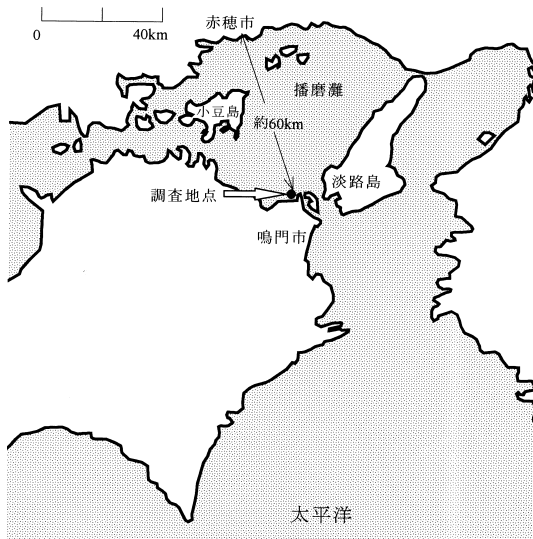 赤穂市
0 40km
播磨灘
小豆島
約60km
淡路島
調査地点
鳴門市
太平洋